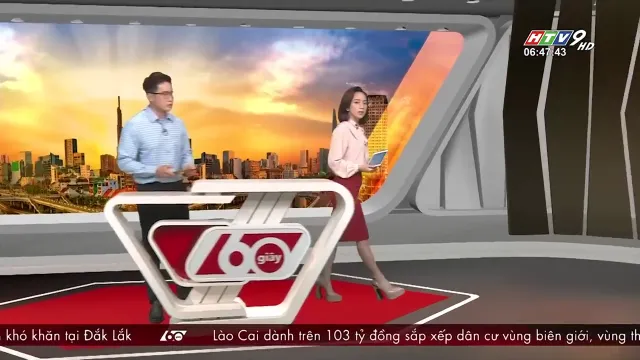 HTV9 HD
06:47:43
60 giây
n khó khăn tại Đắk Lắk 60 Lào Cai dành trên 103 tỷ đồng sắp xếp dân cư vùng biên giới, vùng th